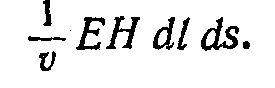 1/v EH dl ds.